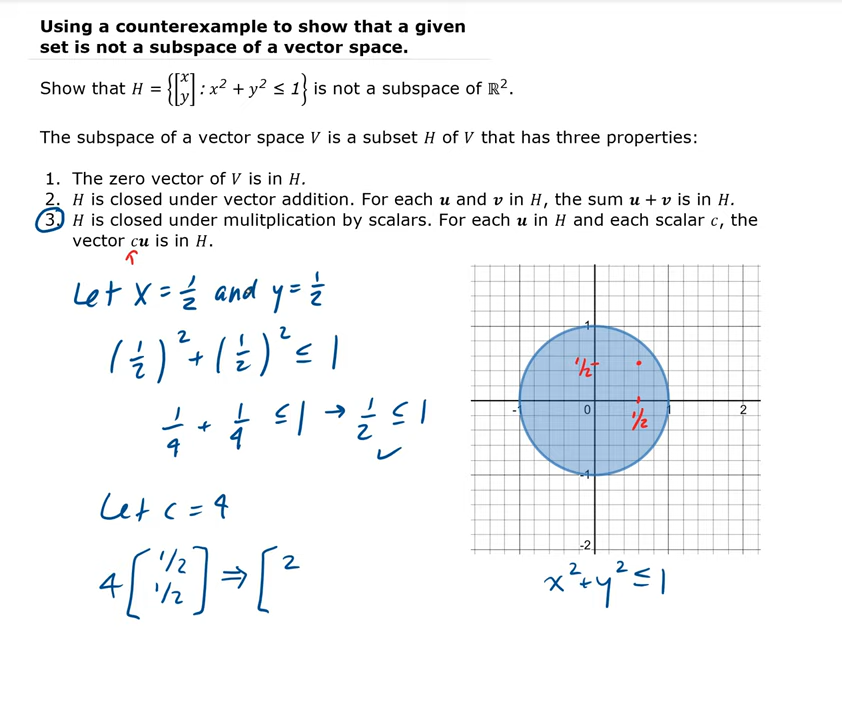 Using a counterexample to show that a given
set is not a subspace of a vector space.
Show that H = {[x y] : x² + y² ≤ 1} is not a subspace of ℝ².
The subspace of a vector space V is a subset H of V that has three properties:
1. The zero vector of V is in H.
2. H is closed under vector addition. For each u and v in H, the sum u + v is in H.
3. H is closed under mulitplication by scalars. For each u in H and each scalar c, the
vector cu is in H.
Let x = 1/2 and y = 1/2
(1/2)² + (1/2)² ≤ 1
1/4 + 1/4 ≤ 1 → 1/2 ≤ 1
✓
Let c = 4
4 [1/2 1/2] ⇒ [2
1
1/2
-1 0 1 2
1/2
-1
-2
x² + y² ≤ 1